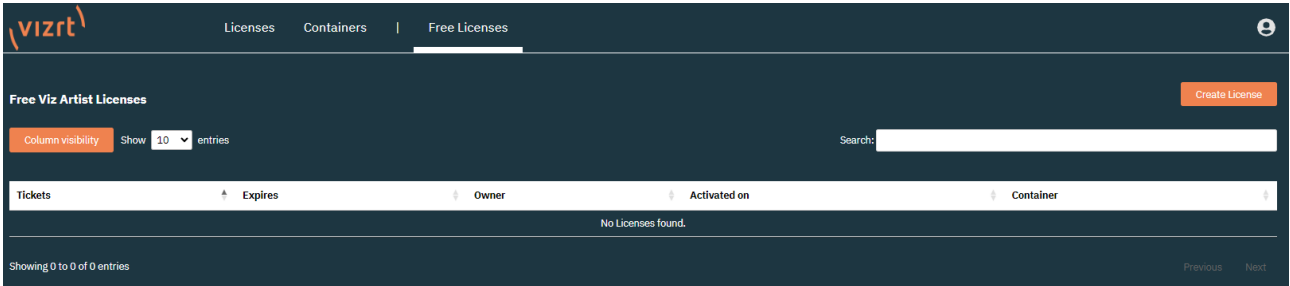 vizrt Licenses Containers | Free Licenses
Free Viz Artist Licenses Create License
Column visibility Show 10 entries Search:
Tickets Expires Owner Activated on Container
No Licenses found.
Showing 0 to 0 of 0 entries Previous Next